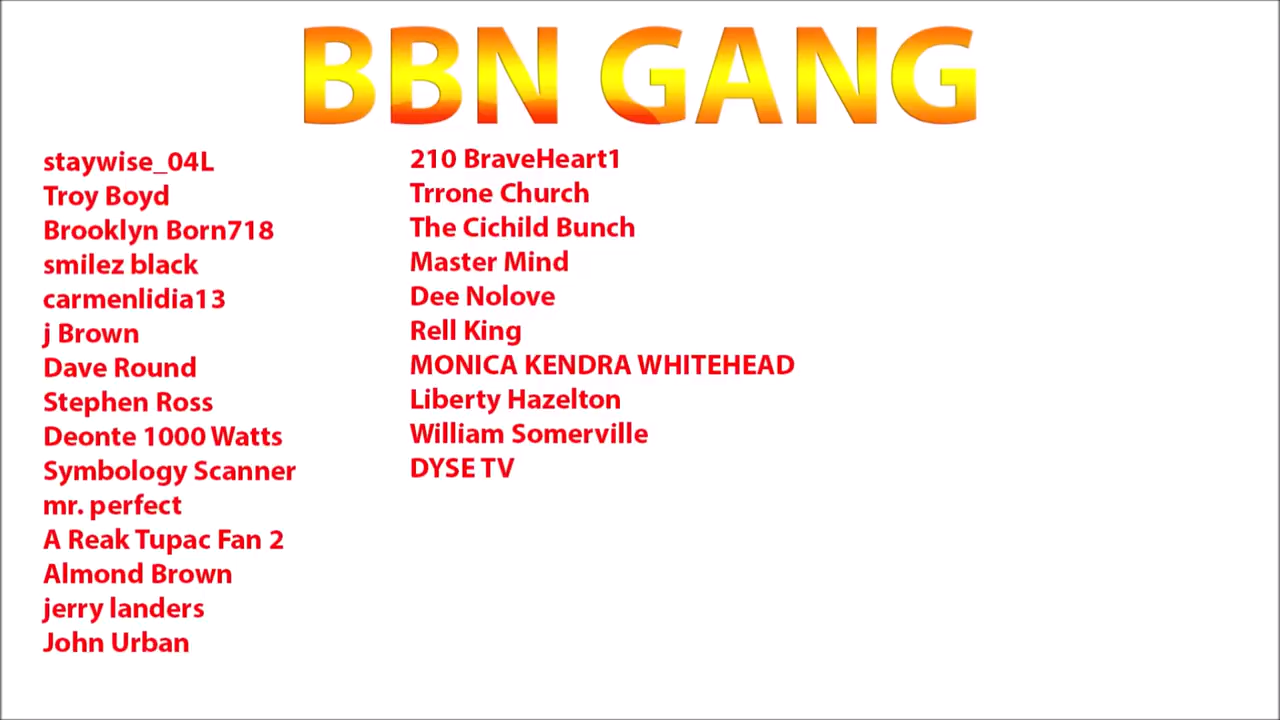 BBN GANG
staywise_04L
Troy Boyd
Brooklyn Born718
smilez black
carmenlidia13
j Brown
Dave Round
Stephen Ross
Deonte 1000 Watts
Symbology Scanner
mr. perfect
A Reak Tupac Fan 2
Almond Brown
jerry landers
John Urban
210 BraveHeart1
Trrone Church
The Cichild Bunch
Master Mind
Dee Nolove
Rell King
MONICA KENDRA WHITEHEAD
Liberty Hazelton
William Somerville
DYSE TV